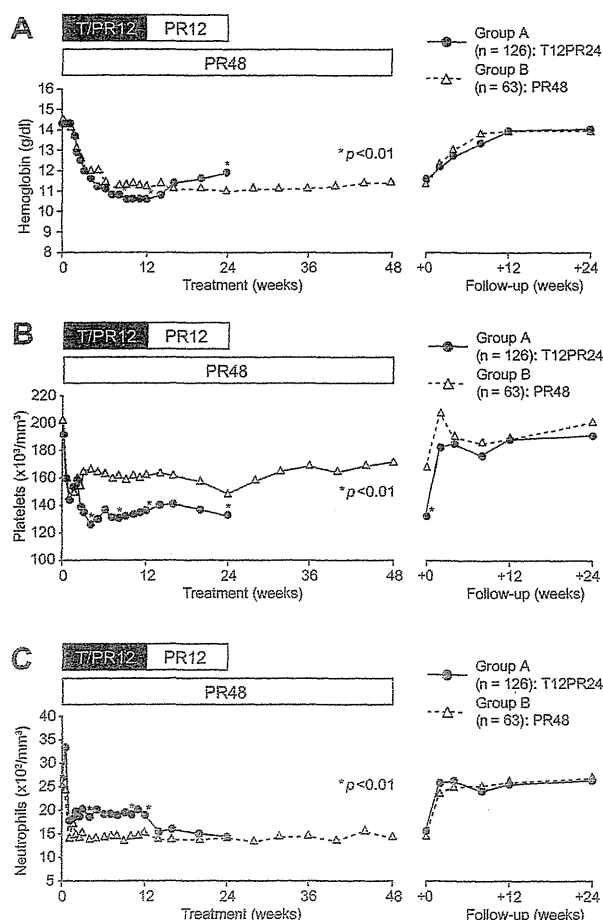 A
T/PR12 PR12
PR48
Group A
(n = 126): T12PR24
Group B
(n = 63): PR48
Hemoglobin (g/dl)
16
15
14
13
12
11
10
9
8
*p<0.01
*
*
*
0 12 24 36 48
Treatment (weeks)
+0 +12 +24
Follow-up (weeks)
B
T/PR12 PR12
PR48
Group A
(n = 126): T12PR24
Group B
(n = 63): PR48
Platelets (x10³/mm³)
220
200
180
160
140
120
100
*p<0.01
*
*
*
*
*
0 12 24 36 48
Treatment (weeks)
+0 +12 +24
Follow-up (weeks)
C
T/PR12 PR12
PR48
Group A
(n = 126): T12PR24
Group B
(n = 63): PR48
Neutrophils (x10²/mm³)
40
35
30
25
20
15
10
5
*p<0.01
*
*
*
0 12 24 36 48
Treatment (weeks)
+0 +12 +24
Follow-up (weeks)